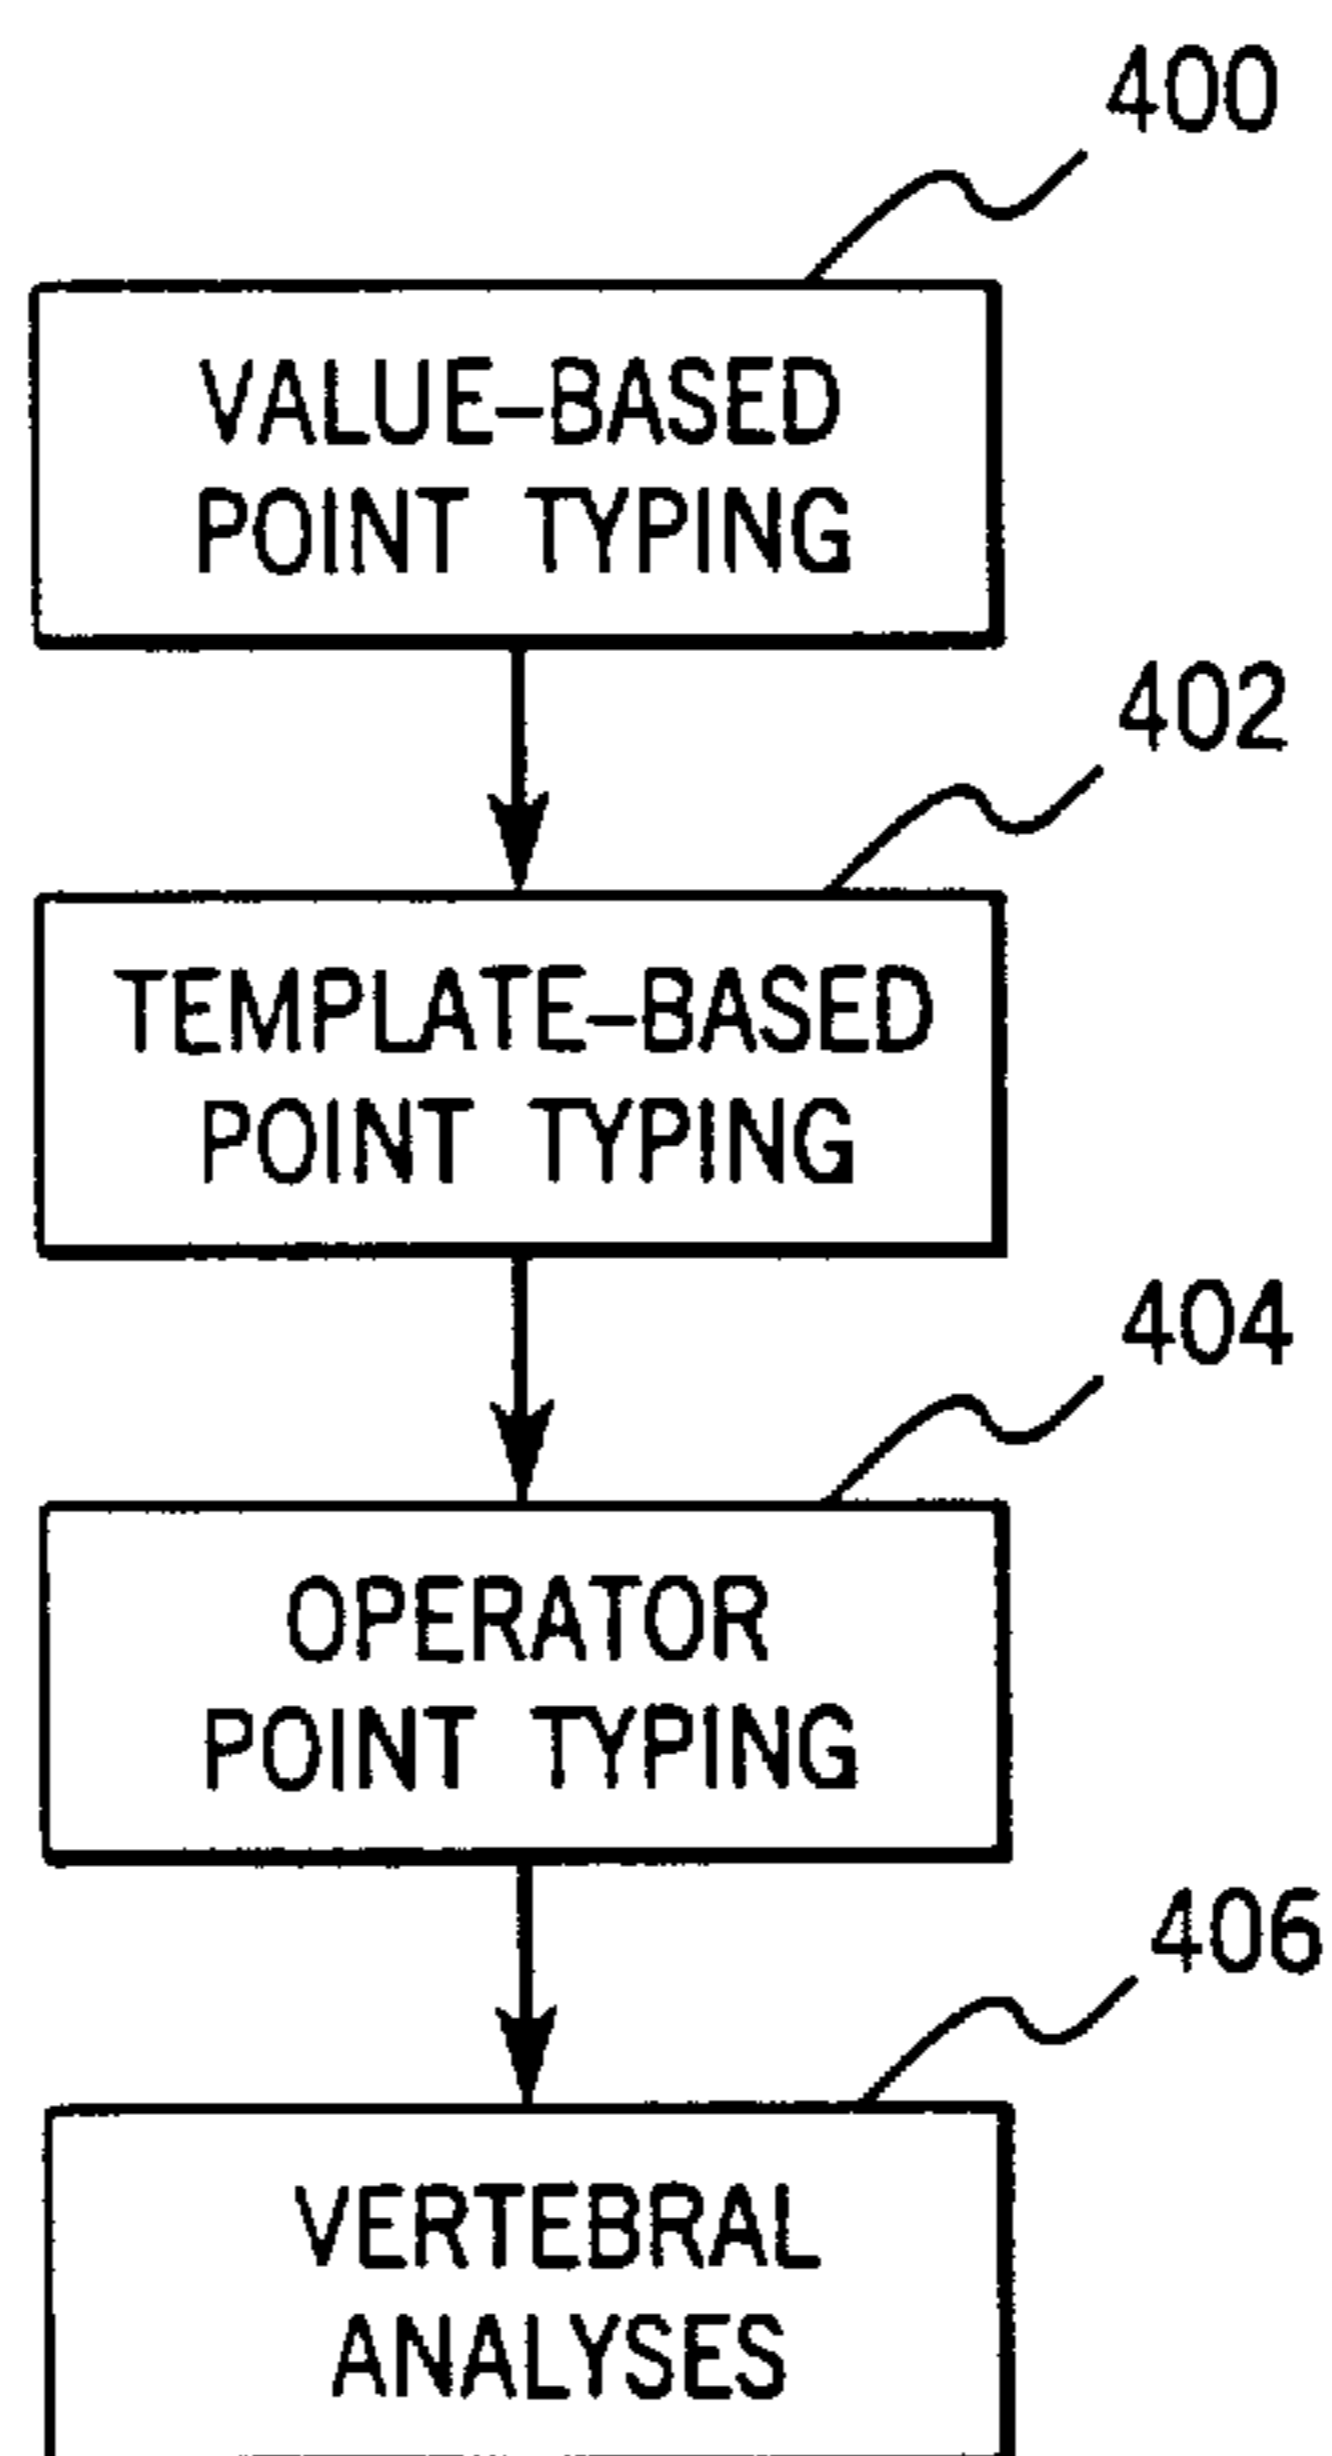 400
VALUE-BASED
POINT TYPING
402
TEMPLATE-BASED
POINT TYPING
404
OPERATOR
POINT TYPING
406
VERTEBRAL
ANALYSES